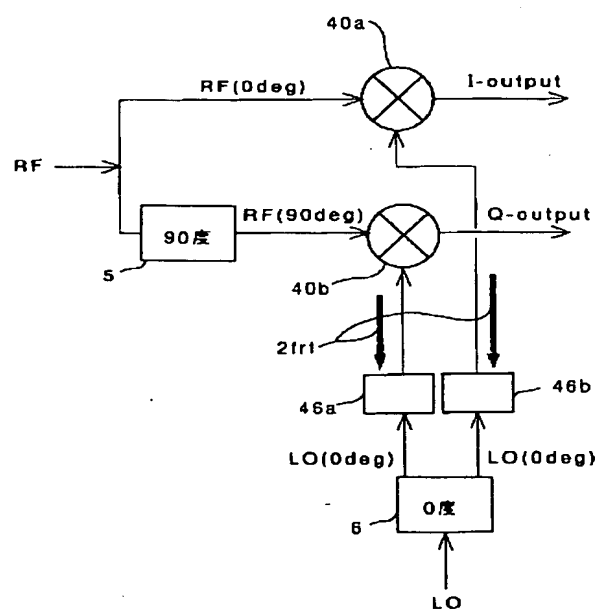 40a
RF(0deg)
I-output
RF
RF(90deg)
Q-output
90度
5
40b
2frf
46a
46b
LO(0deg)
LO(0deg)
0度
6
LO